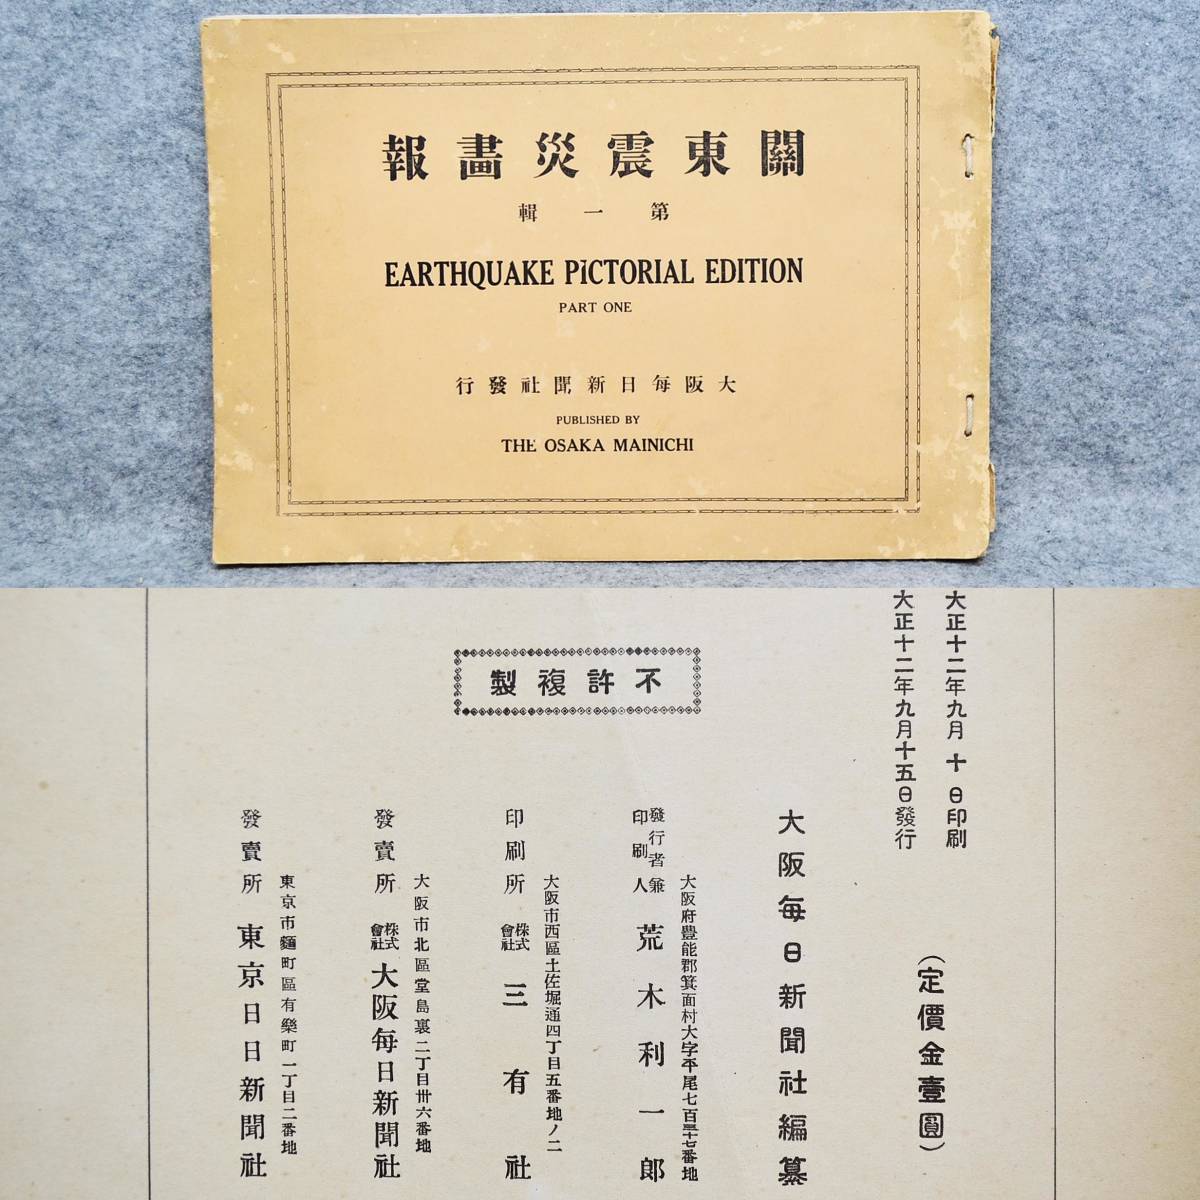 關東震災畫報
第一輯
EARTHQUAKE PICTORIAL EDITION
PART ONE
大阪每日新聞社發行
PUBLISHED BY
THE OSAKA MAINICHI
大正十二年九月十日印刷
大正十二年九月十五日發行
(定價金壹圓)
不許複製
大阪每日新聞社編纂
大阪府豐能郡箕面村大字平尾七百三十七番地
發行者兼印刷人 荒木利一郎
大阪市西區土佐堀通四丁目五番地ノ二
印刷所 株式會社 三有社
大阪市北區堂島裏二丁目卅六番地
發賣所 株式會社 大阪每日新聞社
東京市麴町區有樂町一丁目二番地
發賣所 東京日日新聞社